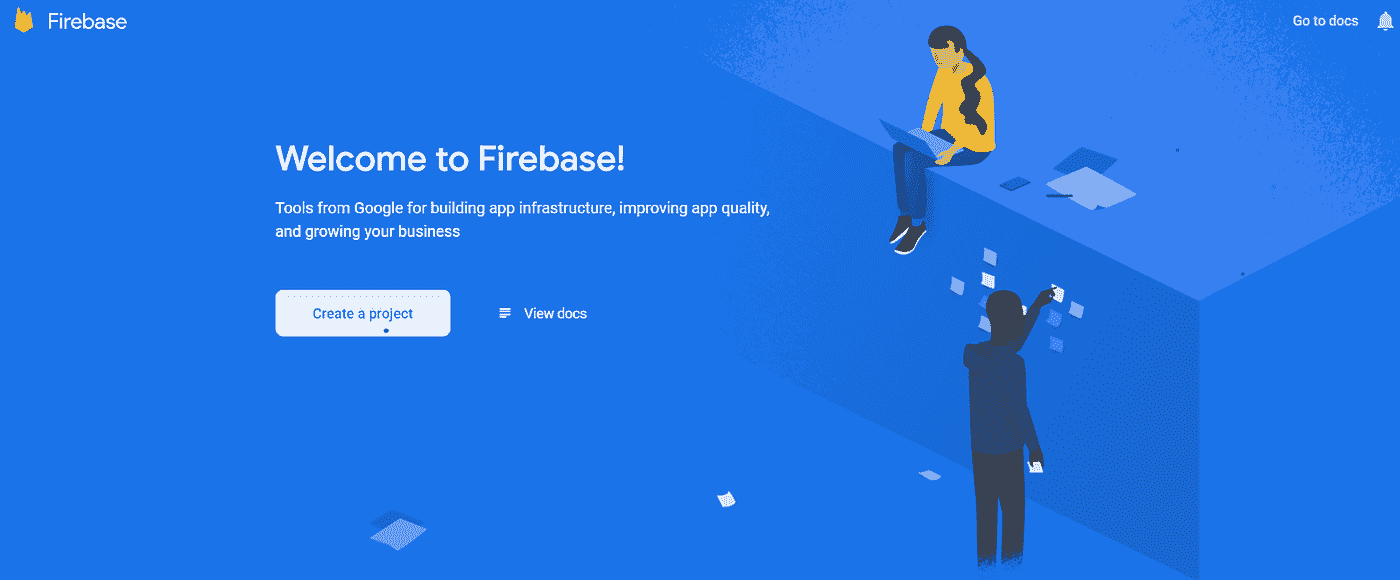 Firebase
Go to docs
Welcome to Firebase!
Tools from Google for building app infrastructure, improving app quality,
and growing your business
Create a project
View docs